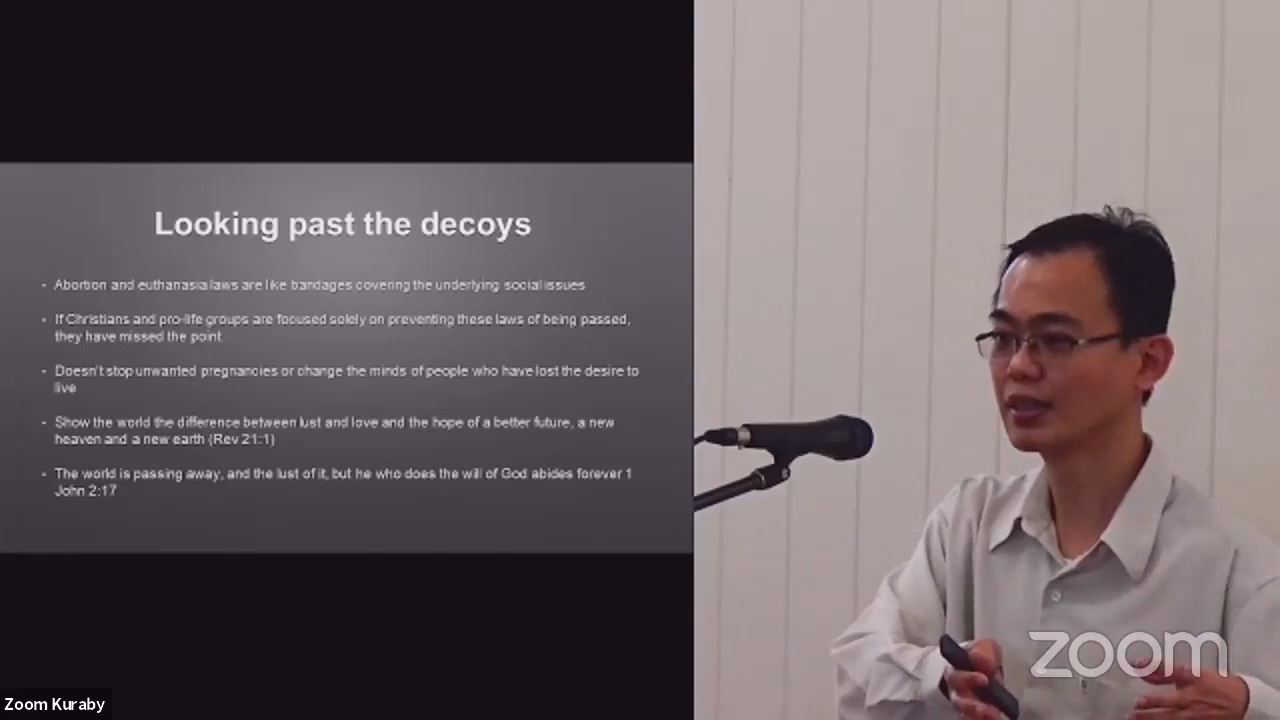 Looking past the decoys
- Abortion and euthanasia laws are like bandages covering the underlying social issues
- If Christians and pro-life groups are focused solely on preventing these laws of being passed,
they have missed the point
- Doesn't stop unwanted pregnancies or change the minds of people who have lost the desire to
live
- Show the world the difference between lust and love and the hope of a better future, a new
heaven and a new earth (Rev 21:1)
- The world is passing away, and the lust of it, but he who does the will of God abides forever 1
John 2:17
zoom
Zoom Kuraby